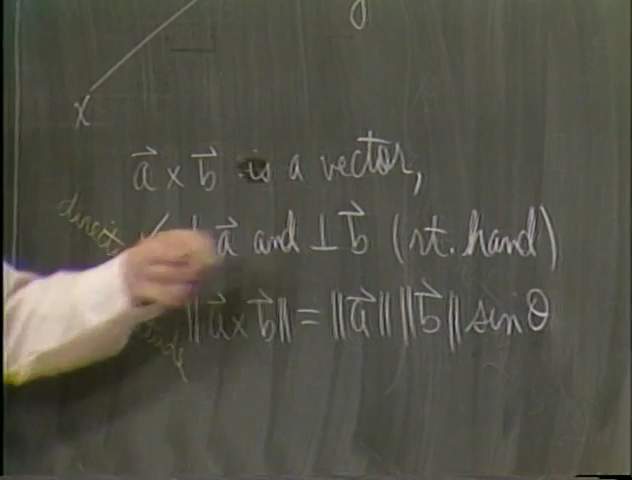 y
x
a⃗ × b⃗ is a vector,
direct ⊥ a⃗ and ⊥ b⃗ (rt. hand)
‖a⃗ × b⃗‖ = ‖a⃗‖ ‖b⃗‖ sin θ